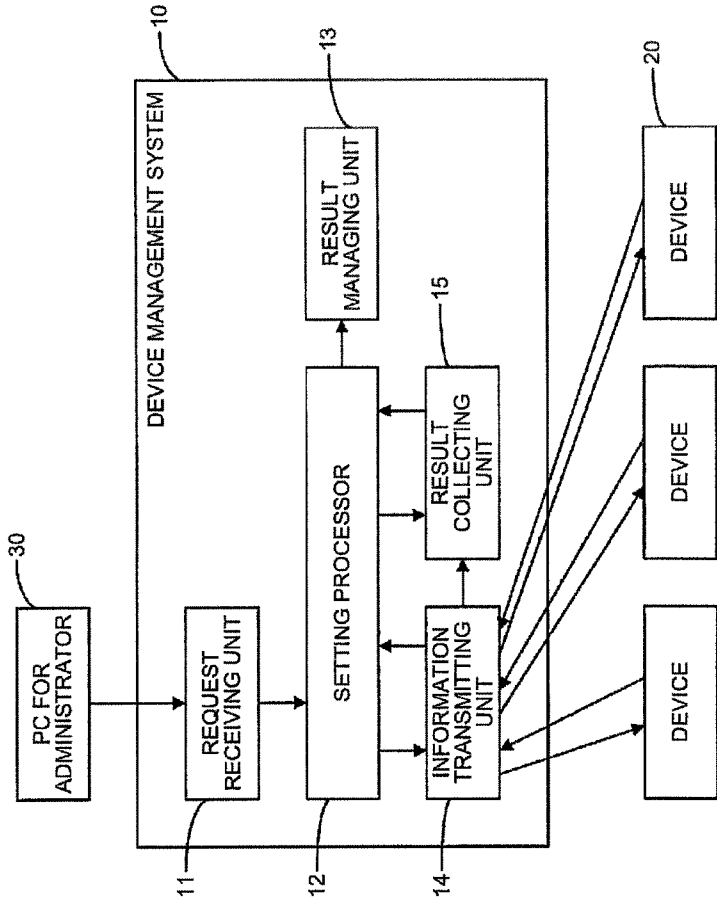 30
PC FOR
ADMINISTRATOR
10
DEVICE MANAGEMENT SYSTEM
11
REQUEST
RECEIVING UNIT
12
SETTING PROCESSOR
13
RESULT
MANAGING UNIT
14
INFORMATION
TRANSMITTING
UNIT
15
RESULT
COLLECTING
UNIT
20
DEVICE
DEVICE
DEVICE